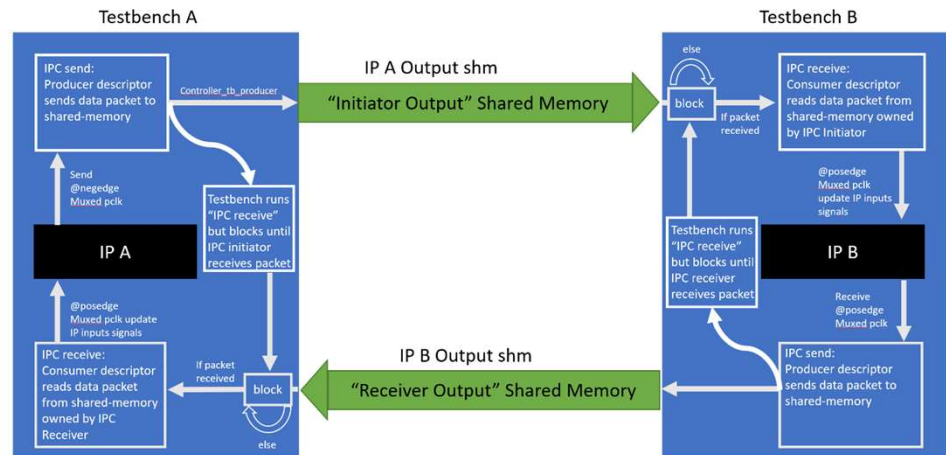 Testbench A
Testbench B
IPC send:
Producer descriptor
sends data packet to
shared-memory
Controller_tb_producer
IP A Output shm
“Initiator Output” Shared Memory
else
block
If packet
received
IPC receive:
Consumer descriptor
reads data packet from
shared-memory owned
by IPC Initiator
Send
@negedge
Muxed pclk
Testbench runs
“IPC receive”
but blocks until
IPC initiator
receives packet
IP A
@posedge
Muxed pclk update
IP inputs signals
IPC receive:
Consumer descriptor
reads data packet
from shared-memory
owned by IPC
Receiver
If packet
received
block
else
IP B Output shm
“Receiver Output” Shared Memory
@posedge
Muxed pclk
update IP inputs
signals
Testbench runs
“IPC receive”
but blocks until
IPC receiver
receives packet
IP B
Receive
@posedge
Muxed pclk
IPC send:
Producer descriptor
sends data packet to
shared-memory